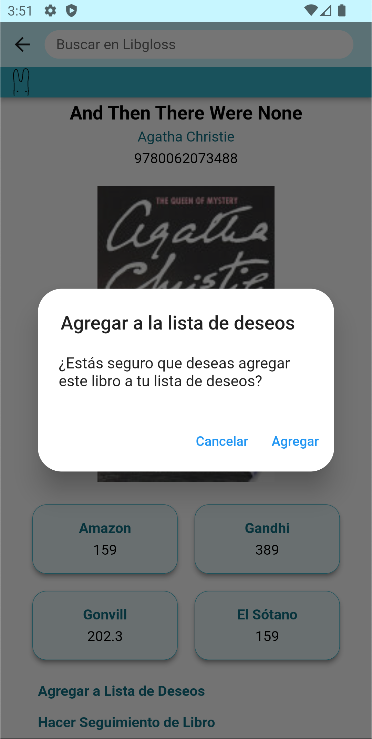 3:51
Buscar en Libgloss
And Then There Were None
Agatha Christie
9780062073488
THE QUEEN OF MYSTERY
Agatha
Christie
Agregar a la lista de deseos
¿Estás seguro que deseas agregar
este libro a tu lista de deseos?
Cancelar Agregar
Amazon Gandhi
159 389
Gonvill El Sótano
202.3 159
Agregar a Lista de Deseos
Hacer Seguimiento de Libro